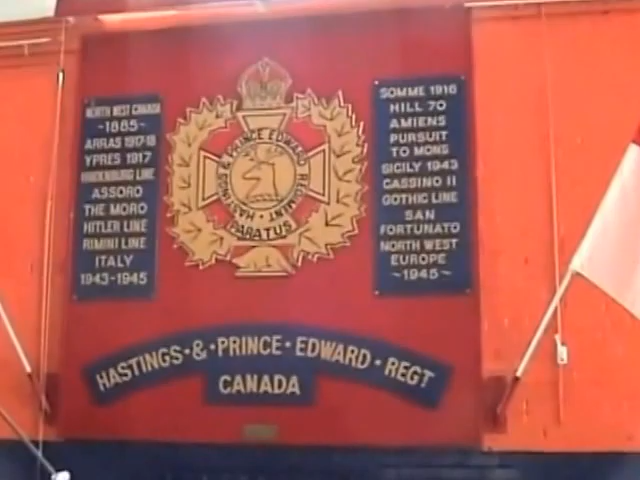 NORTH WEST CANADA
~1885~
ARRAS 1917-18
YPRES 1917
HINDENBURG LINE
ASSORO
THE MORO
HITLER LINE
RIMINI LINE
ITALY
1943-1945
HASTINGS & PRINCE EDWARD REGIMENT
PARATUS
SOMME 1916
HILL 70
AMIENS
PURSUIT
TO MONS
SICILY 1943
CASSINO II
GOTHIC LINE
SAN
FORTUNATO
NORTH WEST
EUROPE
~1945~
HASTINGS·&·PRINCE·EDWARD·REGT
CANADA